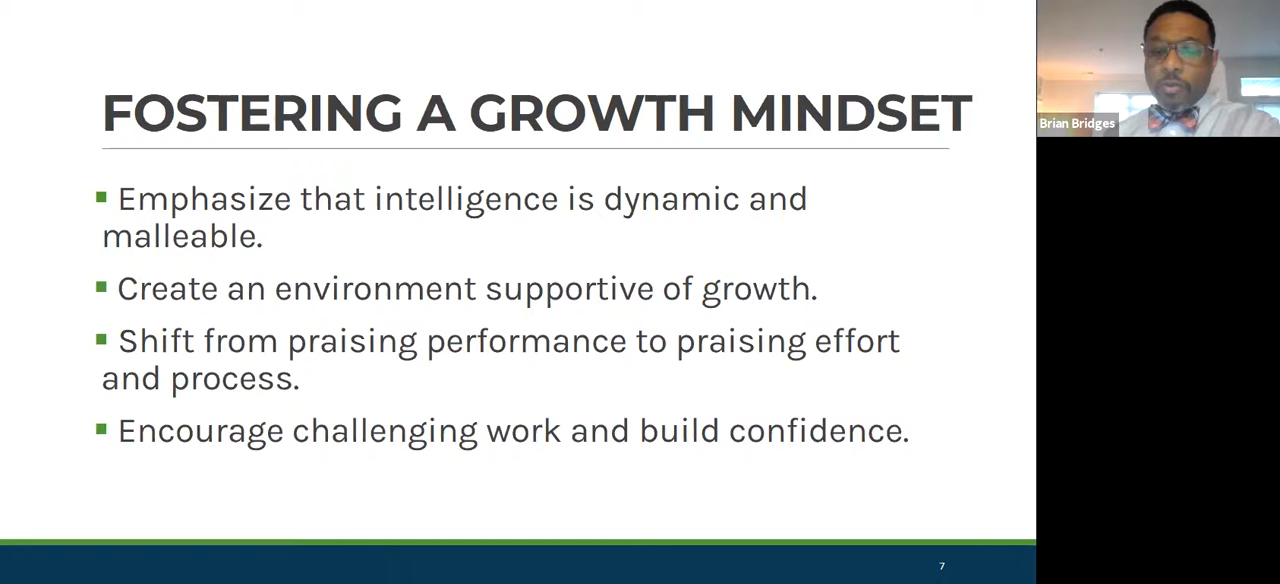 FOSTERING A GROWTH MINDSET
Emphasize that intelligence is dynamic and
malleable.
Create an environment supportive of growth.
Shift from praising performance to praising effort
and process.
Encourage challenging work and build confidence.
7
Brian Bridges